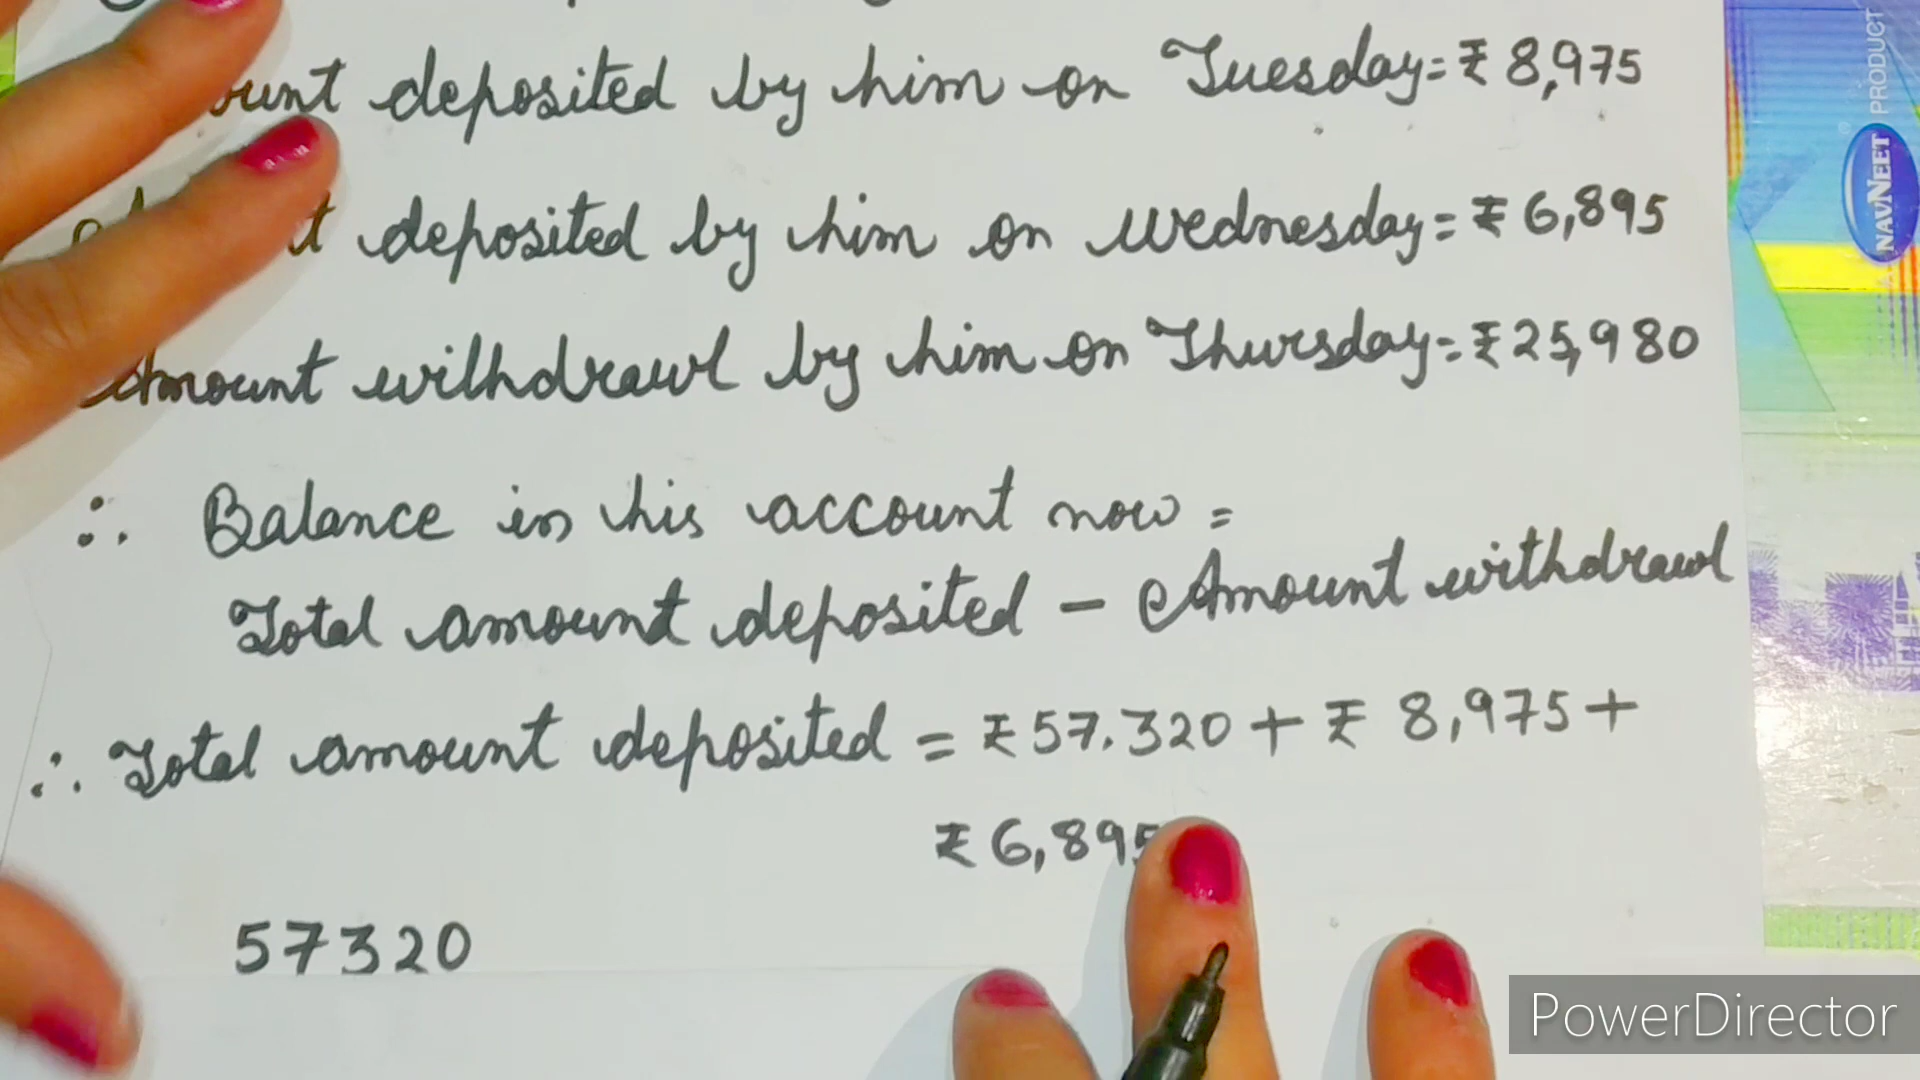 deposited by him on Tuesday = ₹ 8,975
deposited by him on Wednesday = ₹ 6,895
Amount withdrawl by him on Thursday = ₹ 25,980
∴ Balance in his account now =
Total amount deposited - Amount withdrawl
∴ Total amount deposited = ₹ 57.320 + ₹ 8,975 +
₹ 6,895
57320
NAVNEET
PRODUCT
PowerDirector